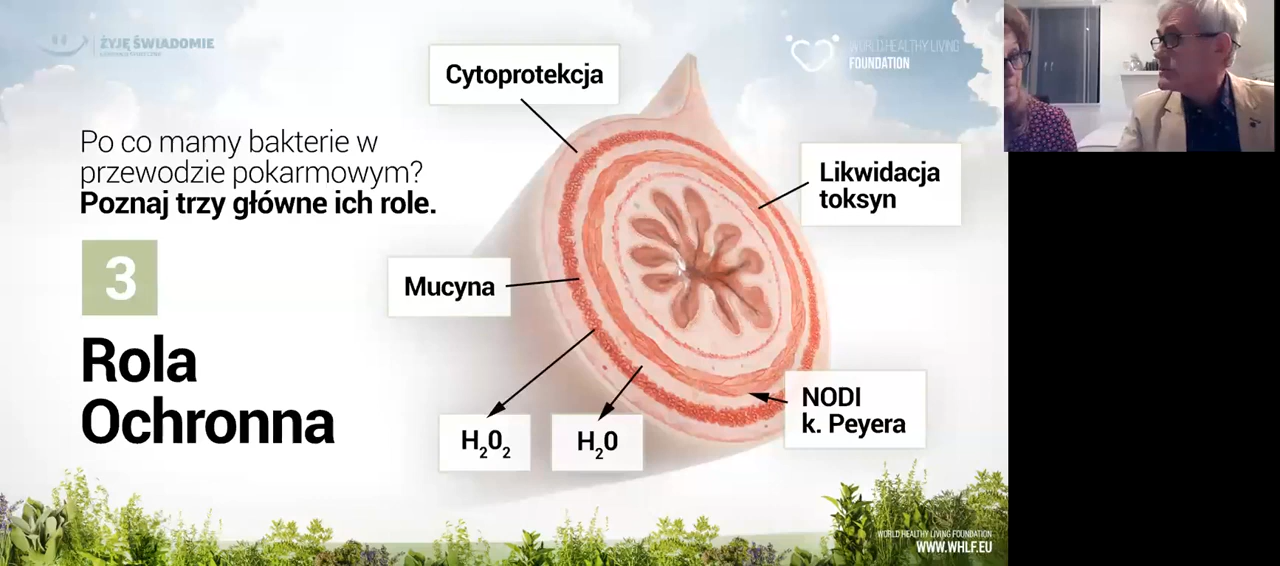 ŻYJĘ ŚWIADOMIE
WORLD HEALTHY LIVING
FOUNDATION
Cytoprotekcja
Po co mamy bakterie w
przewodzie pokarmowym?
Poznaj trzy główne ich role.
Likwidacja
toksyn
3
Mucyna
Rola
Ochronna
NODI
k. Peyera
H₂0₂
H₂0
WORLD HEALTHY LIVING FOUNDATION
WWW.WHLF.EU